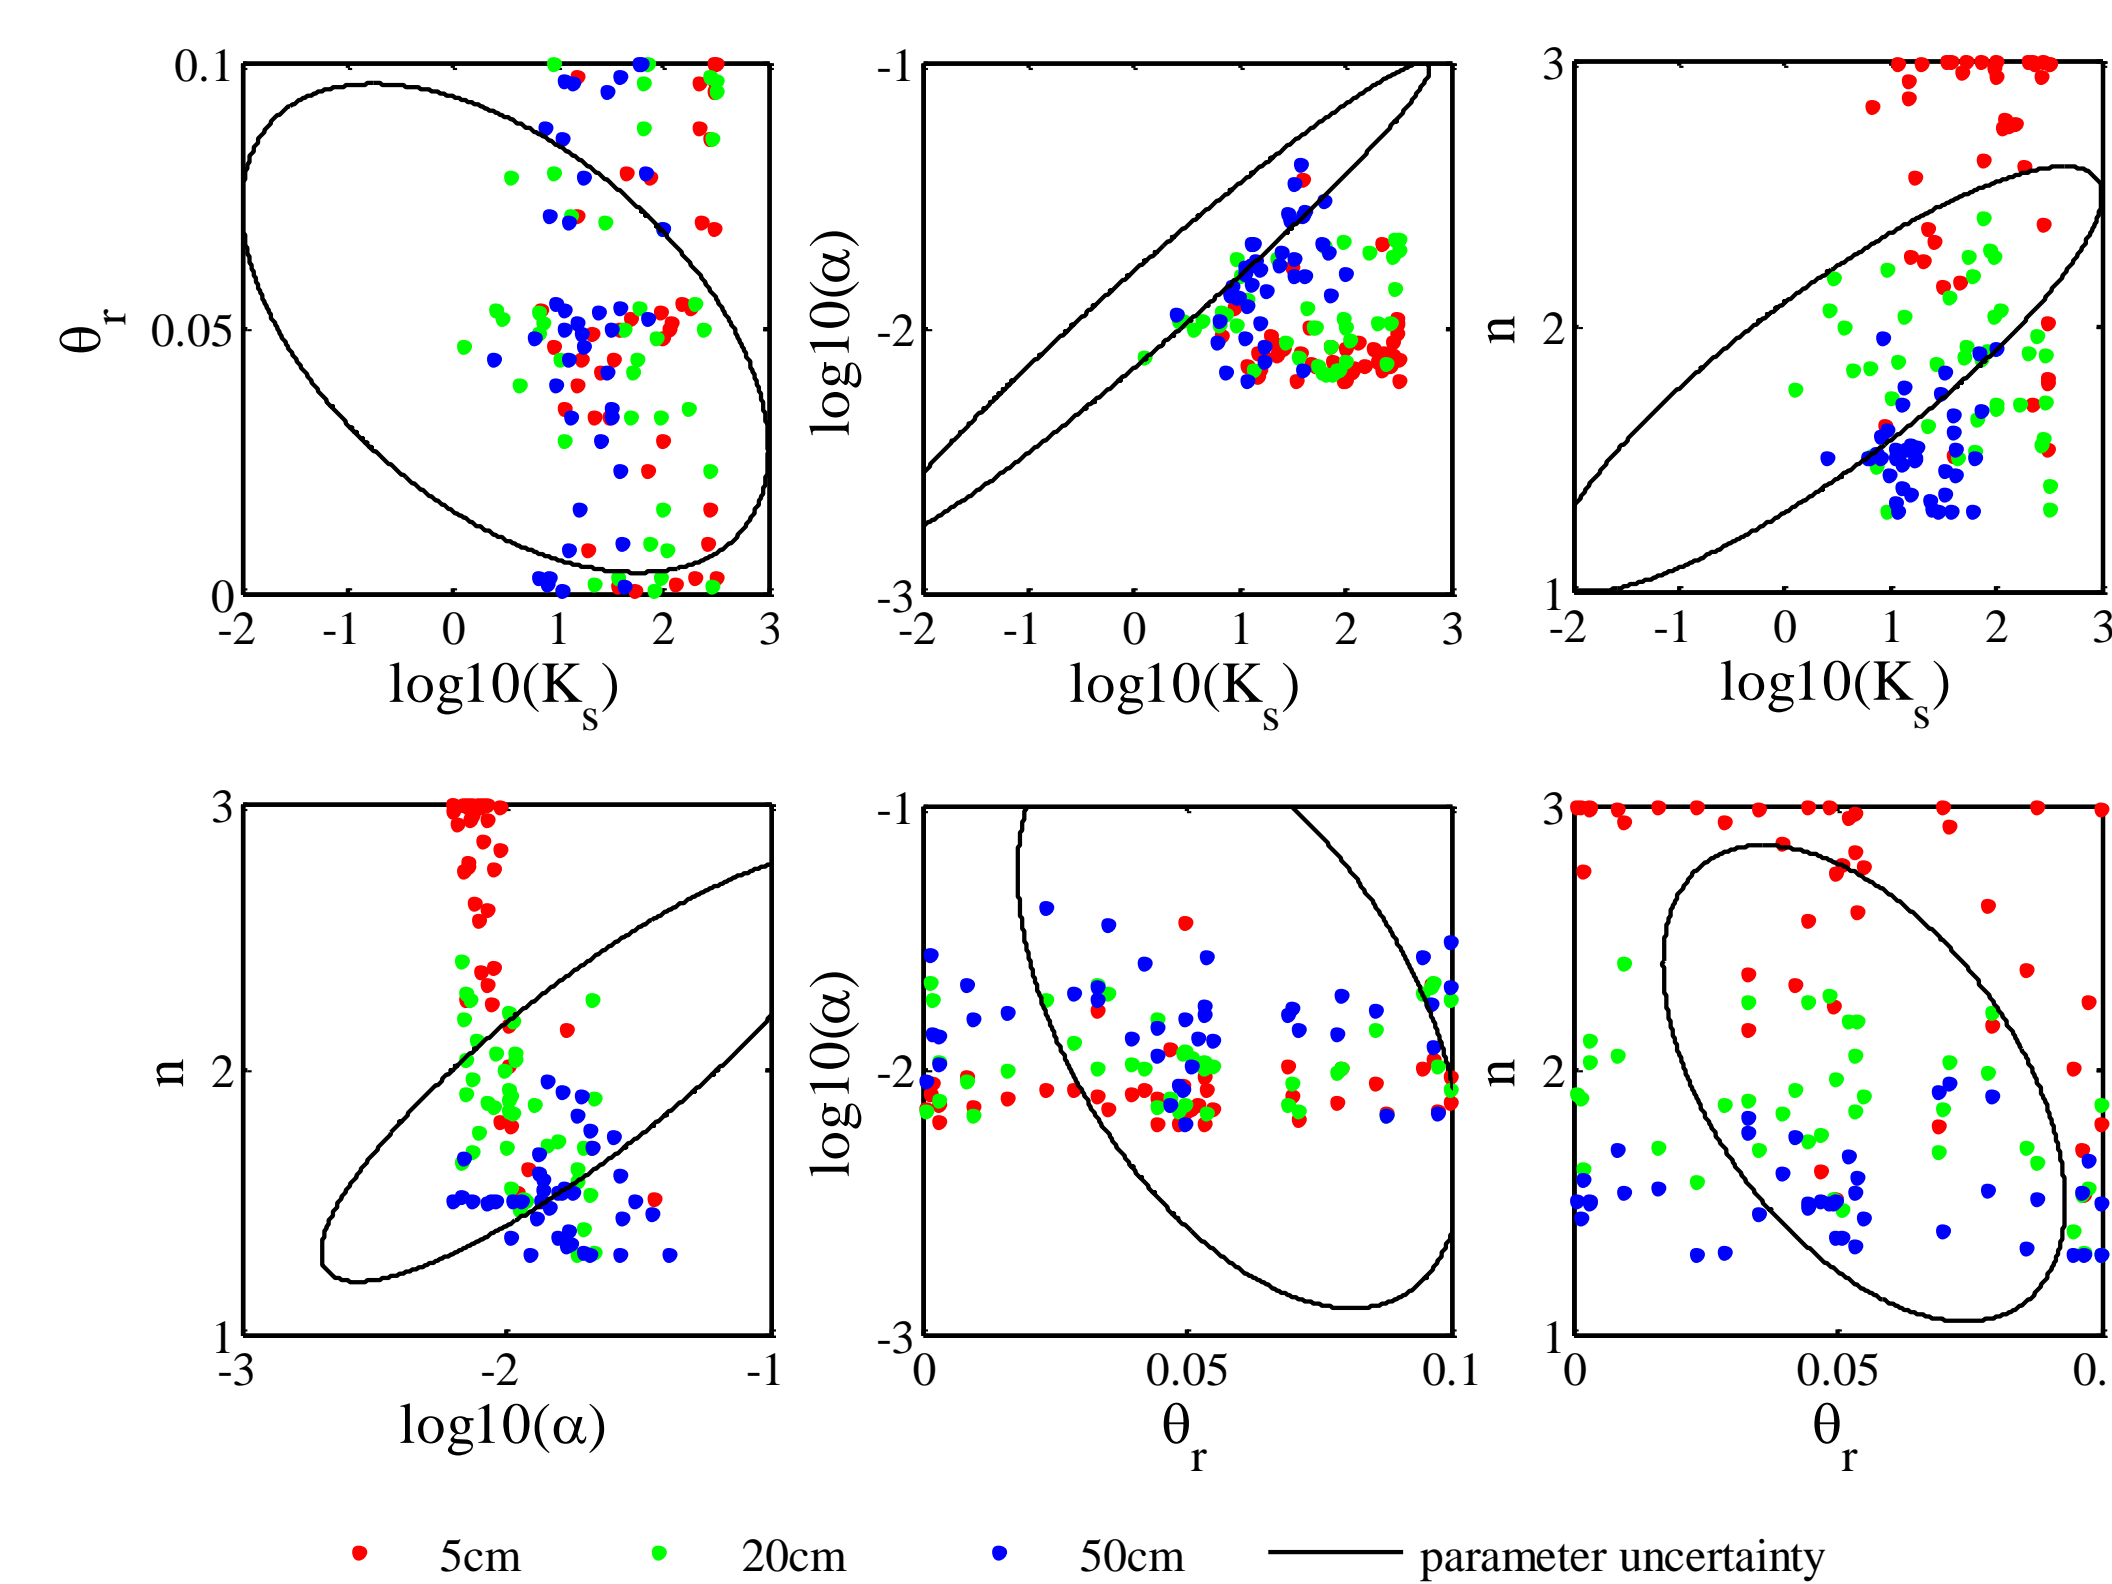 0.1
θr
0.05
0
-2 -1 0 1 2 3
log10(Ks)
-1
log10(α)
-2
-3
-2 -1 0 1 2 3
log10(Ks)
3
n
2
1
-2 -1 0 1 2 3
log10(Ks)
3
n
2
1
-3 -2 -1
log10(α)
-1
log10(α)
-2
-3
0 0.05 0.1
θr
3
n
2
1
0 0.05 0.
θr
5cm 20cm 50cm parameter uncertainty